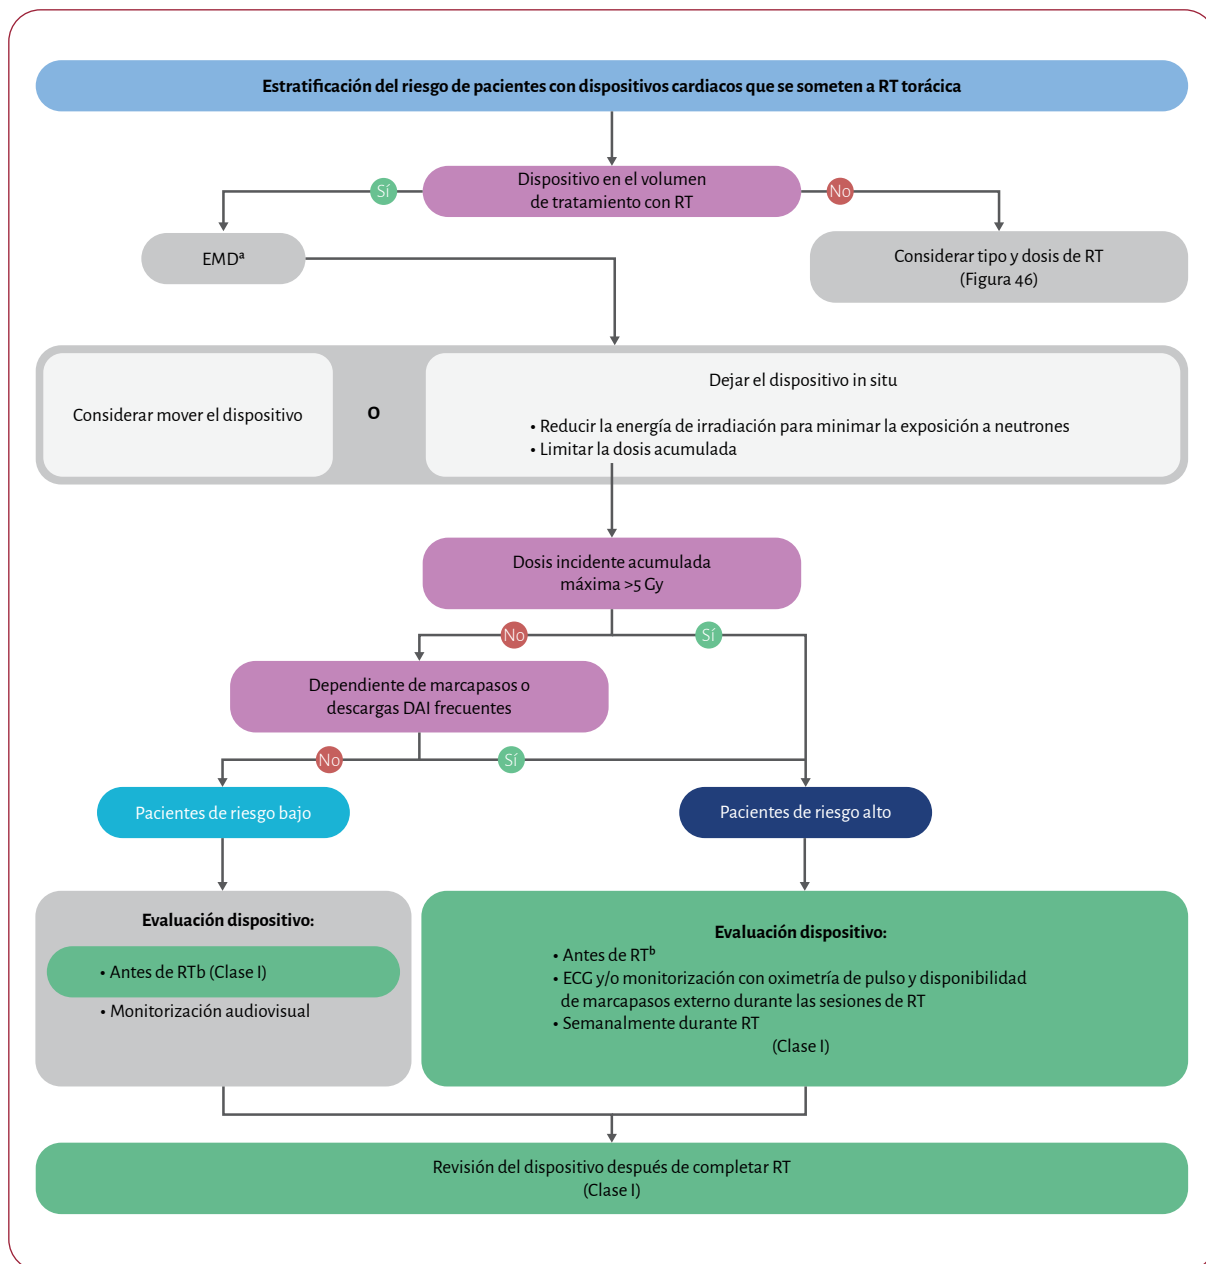 Estratificación del riesgo de pacientes con dispositivos cardiacos que se someten a RT torácica
Dispositivo en el volumen
de tratamiento con RT
Sí
No
EMDᵃ
Considerar tipo y dosis de RT
(Figura 46)
Considerar mover el dispositivo
O
Dejar el dispositivo in situ
• Reducir la energía de irradiación para minimar la exposición a neutrones
• Limitar la dosis acumulada
Dosis incidente acumulada
máxima >5 Gy
No
Sí
Dependiente de marcapasos o
descargas DAI frecuentes
No
Sí
Pacientes de riesgo bajo
Pacientes de riesgo alto
Evaluación dispositivo:
• Antes de RTb (Clase I)
• Monitorización audiovisual
Evaluación dispositivo:
• Antes de RTᵇ
• ECG y/o monitorización con oximetría de pulso y disponibilidad
de marcapasos externo durante las sesiones de RT
• Semanalmente durante RT
(Clase I)
Revisión del dispositivo después de completar RT
(Clase I)